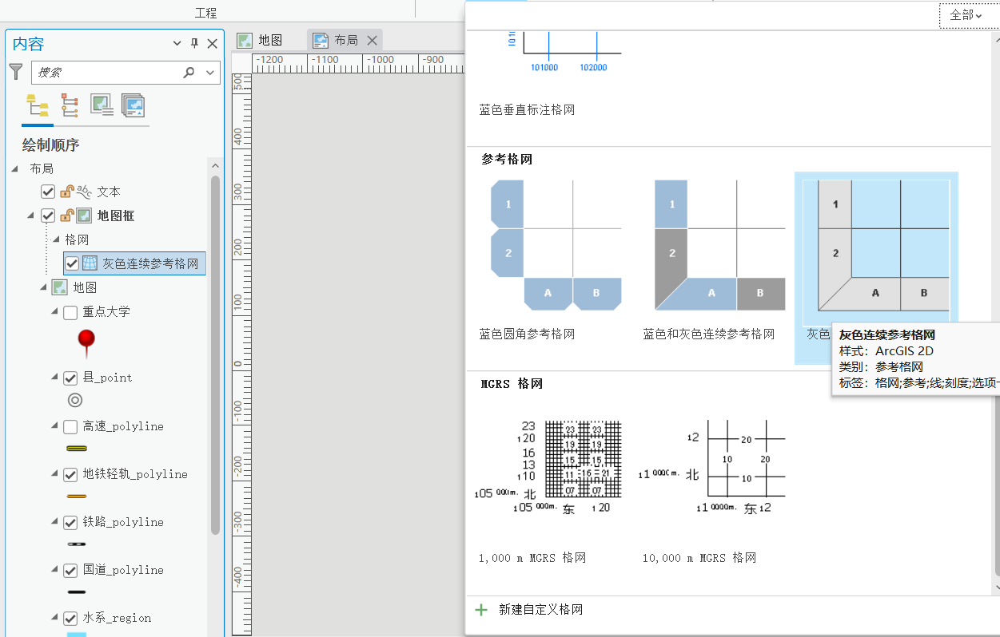 工程
全部
内容
搜索
绘制顺序
布局
文本
地图框
格网
灰色连续参考格网
地图
重点大学
县_point
高速_polyline
地铁轻轨_polyline
铁路_polyline
国道_polyline
水系_region
地图
布局
-1200 -1100 -1000 -900
500
400
300
200
100
0
-100
-200
-300
-400
101000 102000
蓝色垂直标注格网
参考格网
1
2
A B
蓝色圆角参考格网
1
2
A B
蓝色和灰色连续参考格网
1
2
A B
灰色
灰色连续参考格网
样式: ArcGIS 2D
类别: 参考格网
标签: 格网;参考;线;刻度;选项
MGRS 格网
23
120
16
13
110
105 000m. 北
105 000m. 东 120
23 23
19 19
15 15
11 16 21
07 07
1,000 m MGRS 格网
12
11 0000m. 北
11 0000m. 东 12
20
10 20
10
10,000 m MGRS 格网
新建自定义格网